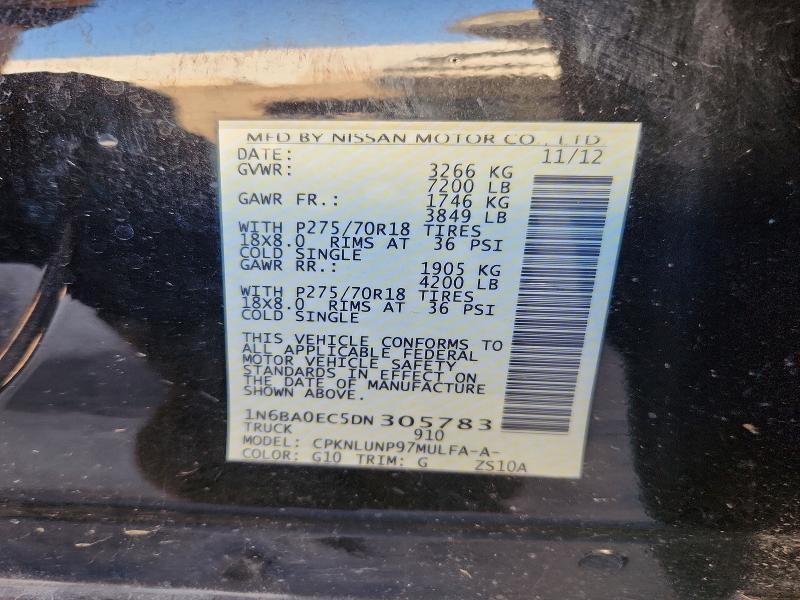 MFD BY NISSAN MOTOR CO., LTD.
DATE: 11/12
GVWR: 3266 KG
7200 LB
GAWR FR.: 1746 KG
3849 LB
WITH P275/70R18 TIRES
18X8.0 RIMS AT 36 PSI
COLD SINGLE
GAWR RR.: 1905 KG
4200 LB
WITH P275/70R18 TIRES
18X8.0 RIMS AT 36 PSI
COLD SINGLE
THIS VEHICLE CONFORMS TO
ALL APPLICABLE FEDERAL
MOTOR VEHICLE SAFETY
STANDARDS IN EFFECT ON
THE DATE OF MANUFACTURE
SHOWN ABOVE.
1N6BA0EC5DN305783
TRUCK 910
MODEL: CPKNLUNP97MULFA-A-
COLOR: G10 TRIM: G ZS10A